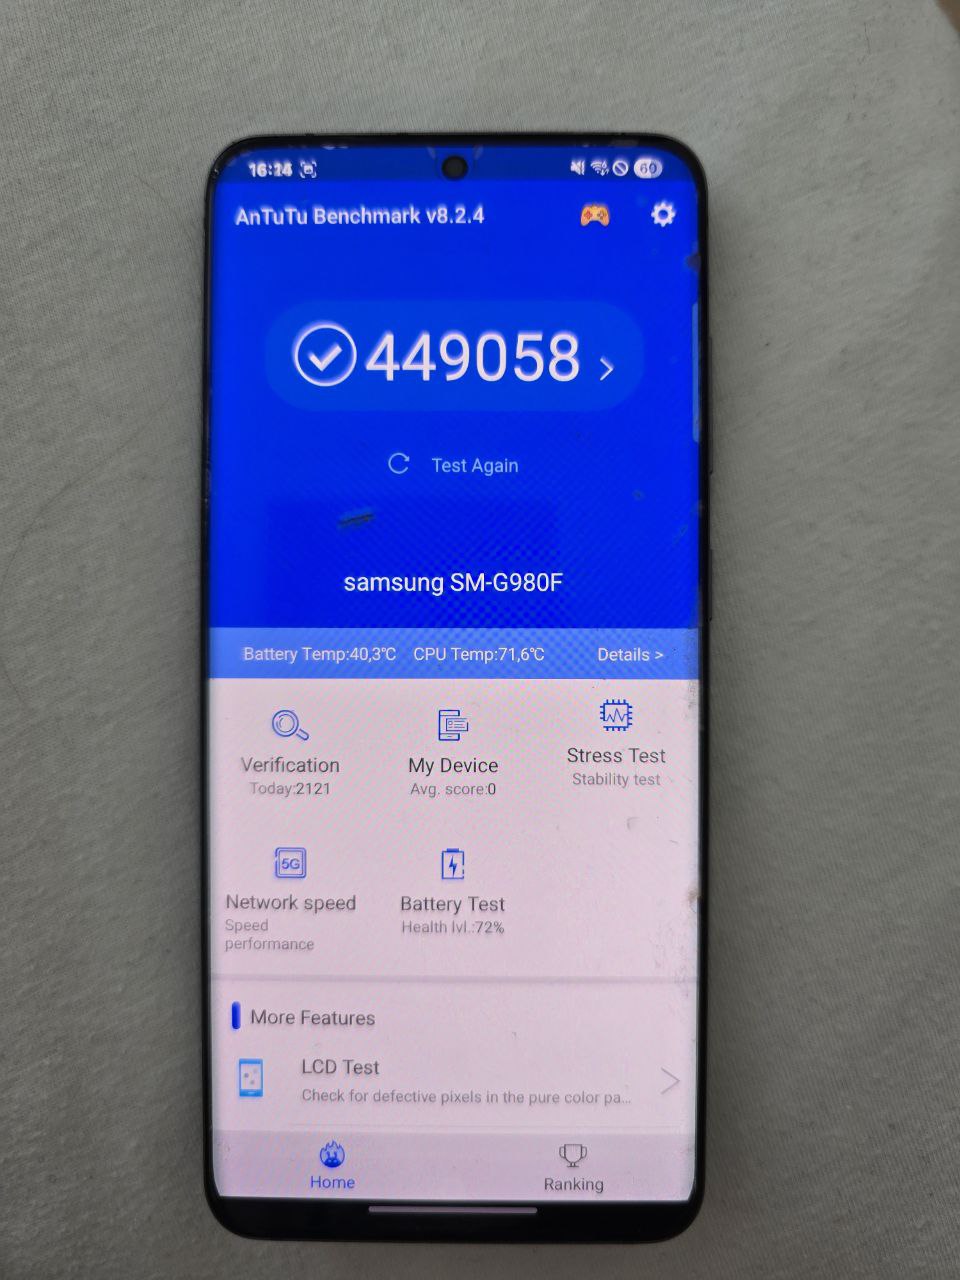 16:24
60
AnTuTu Benchmark v8.2.4
449058
Test Again
samsung SM-G980F
Battery Temp:40,3℃ CPU Temp:71,6℃ Details >
Verification
Today:2121
My Device
Avg. score:0
Stress Test
Stability test
5G
Network speed
Speed
performance
Battery Test
Health lvl.:72%
More Features
LCD Test
Check for defective pixels in the pure color pa...
Home
Ranking